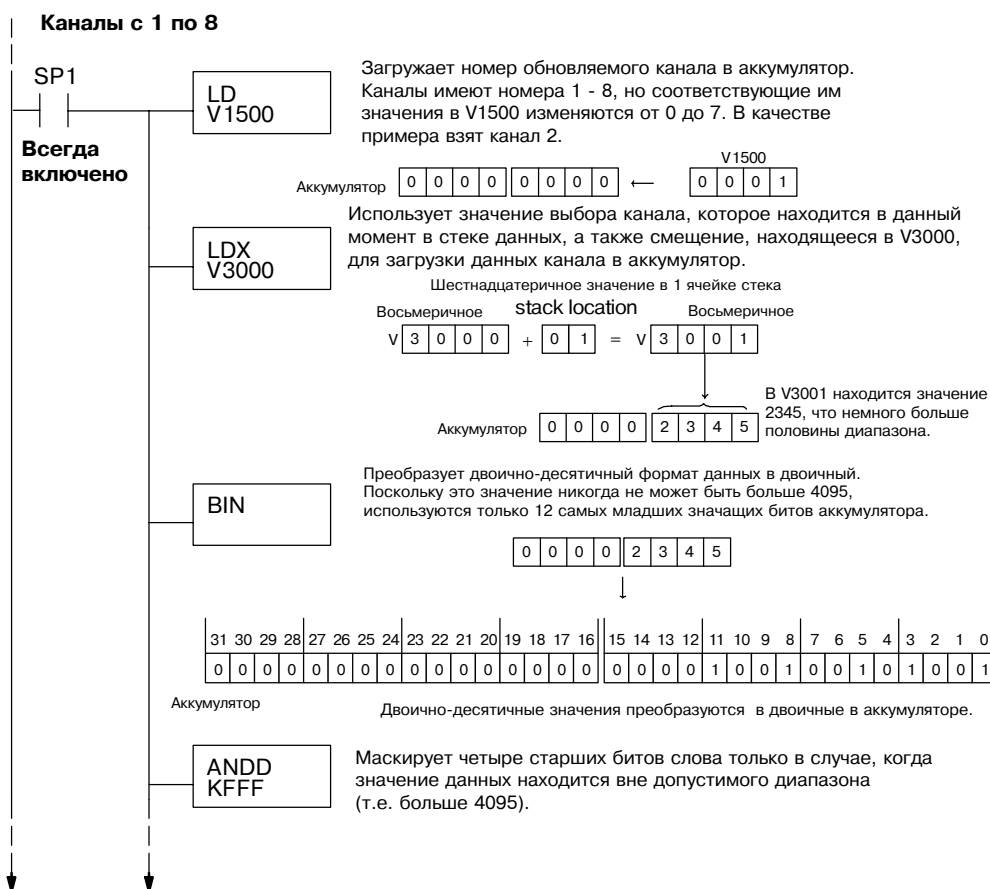 Каналы с 1 по 8
SP1
Всегда
включено
LD
V1500
Загружает номер обновляемого канала в аккумулятор.
Каналы имеют номера 1 - 8, но соответствующие им
значения в V1500 изменяются от 0 до 7. В качестве
примера взят канал 2.
V1500
Аккумулятор 0 0 0 0 0 0 0 0 ← 0 0 0 1
LDX
V3000
Использует значение выбора канала, которое находится в данный
момент в стеке данных, а также смещение, находящееся в V3000,
для загрузки данных канала в аккумулятор.
Шестнадцатеричное значение в 1 ячейке стека
Восьмеричное stack location Восьмеричное
V 3 0 0 0 + 0 1 = V 3 0 0 1
В V3001 находится значение
2345, что немного больше
половины диапазона.
Аккумулятор 0 0 0 0 2 3 4 5
BIN
Преобразует двоично-десятичный формат данных в двоичный.
Поскольку это значение никогда не может быть больше 4095,
используются только 12 самых младших значащих битов аккумулятора.
0 0 0 0 2 3 4 5
31 30 29 28 27 26 25 24 23 22 21 20 19 18 17 16 15 14 13 12 11 10 9 8 7 6 5 4 3 2 1 0
0 0 0 0 0 0 0 0 0 0 0 0 0 0 0 0 0 0 0 0 1 0 0 1 0 0 1 0 1 0 0 1
Аккумулятор
Двоично-десятичные значения преобразуются в двоичные в аккумуляторе.
ANDD
KFFF
Маскирует четыре старших битов слова только в случае, когда
значение данных находится вне допустимого диапазона
(т.е. больше 4095).